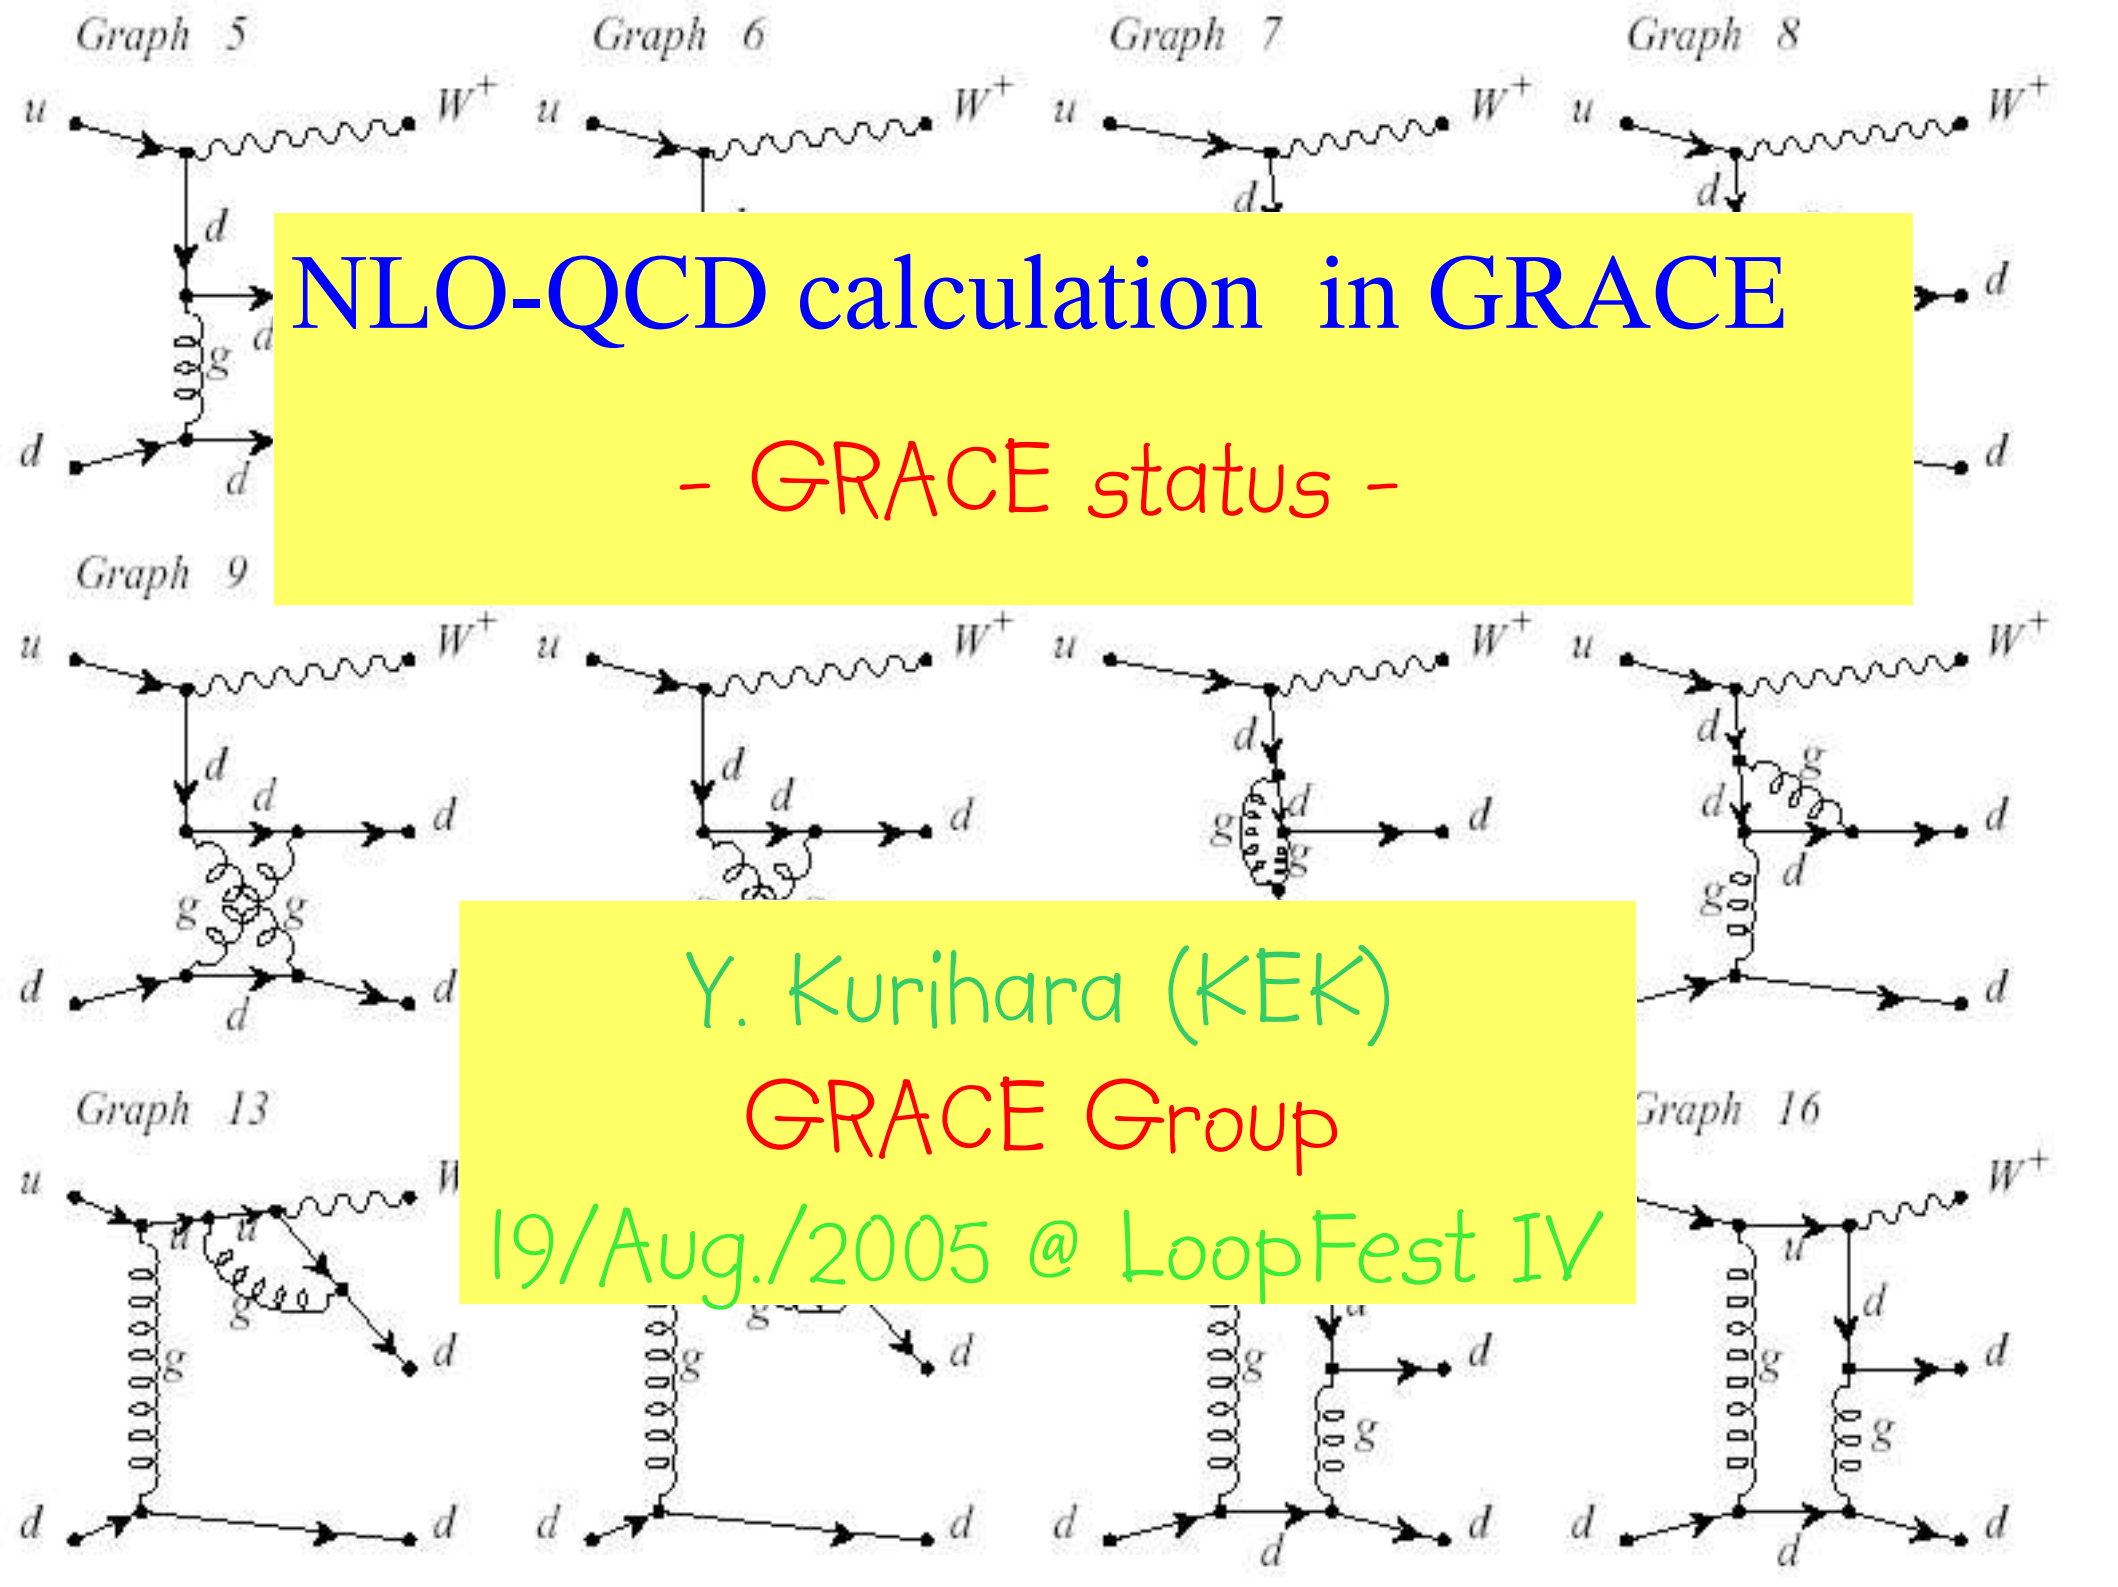 Graph 5 Graph 6 Graph 7 Graph 8
u W+ u W+ u W+ u W+
d d
d
NLO-QCD calculation in GRACE
d
d
g
- GRACE status -
d d
d
Graph 9
u W+ u W+ u W+ u W+
d d d d
g
d d d d d d d d
g g
g g d g
d d d
d
Y. Kurihara (KEK)
GRACE Group
Graph 13 Graph 16
u W W+
u u u
19/Aug./2005 @ LoopFest IV
g g d
g d g d g d g d
g g
d d d d d d d d
d d